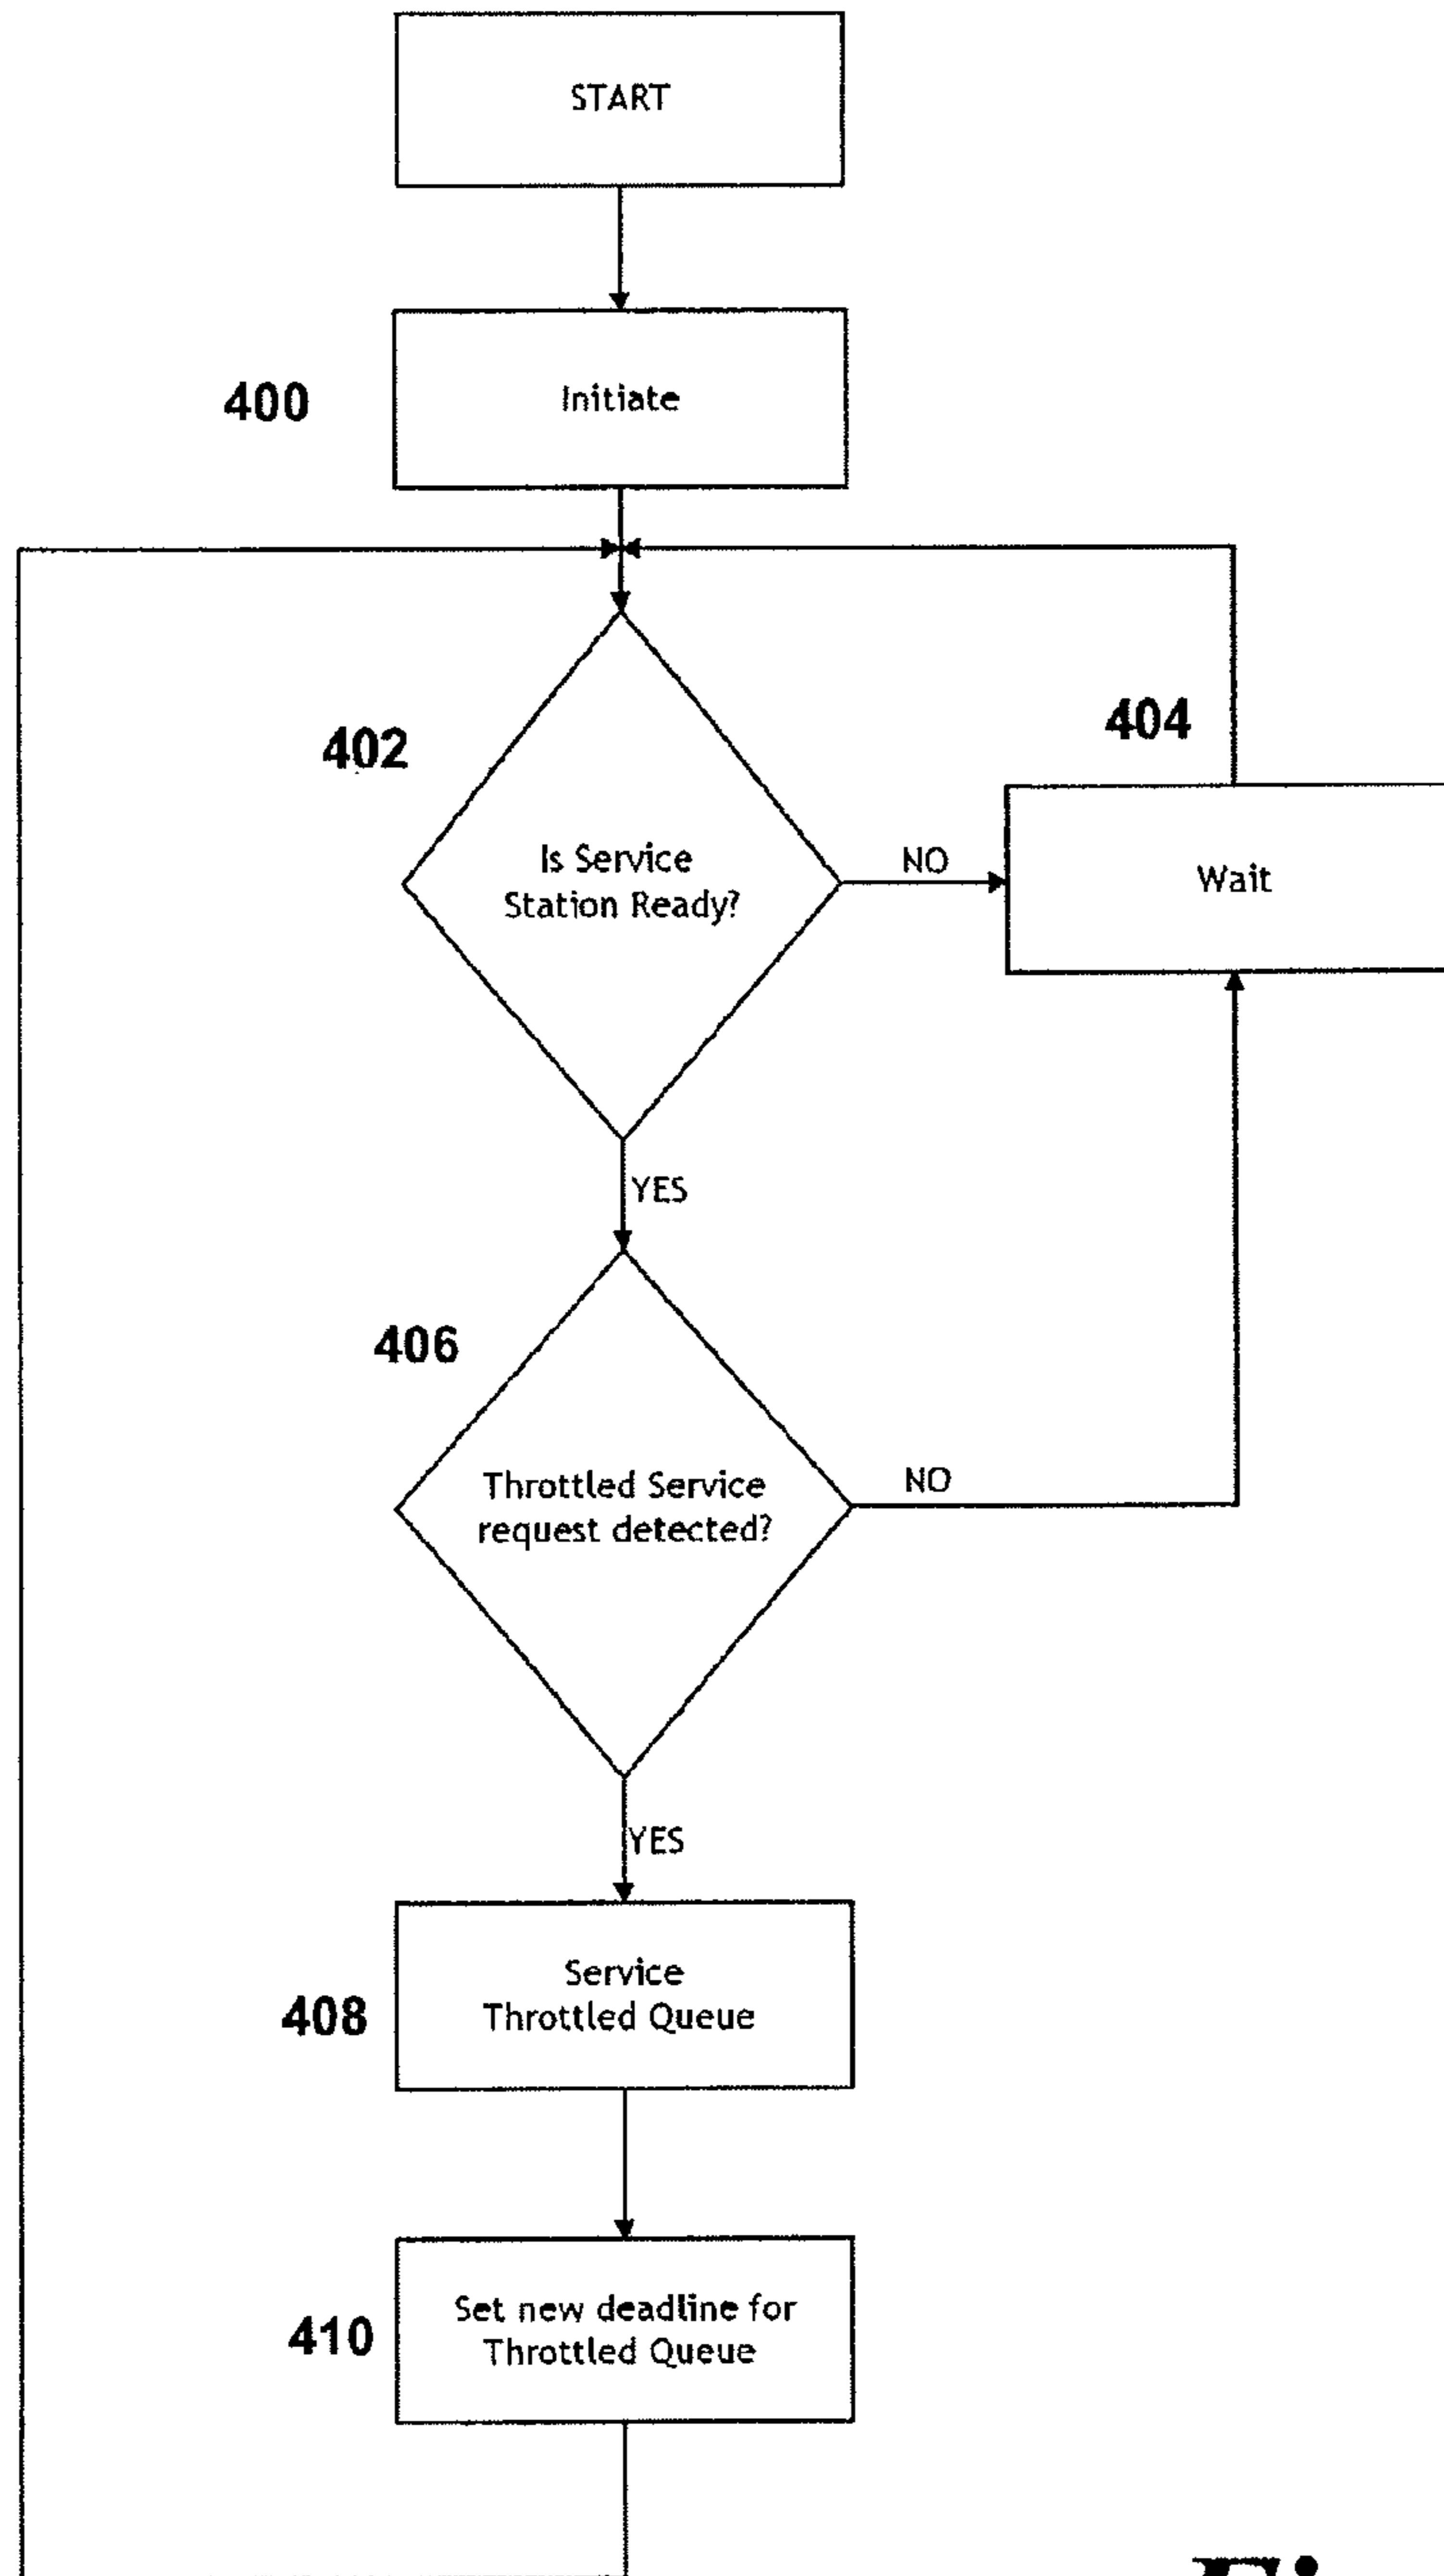 START
400
Initiate
402
404
Is Service
Station Ready?
NO
Wait
YES
406
Throttled Service
request detected?
NO
YES
408
Service
Throttled Queue
410
Set new deadline for
Throttled Queue